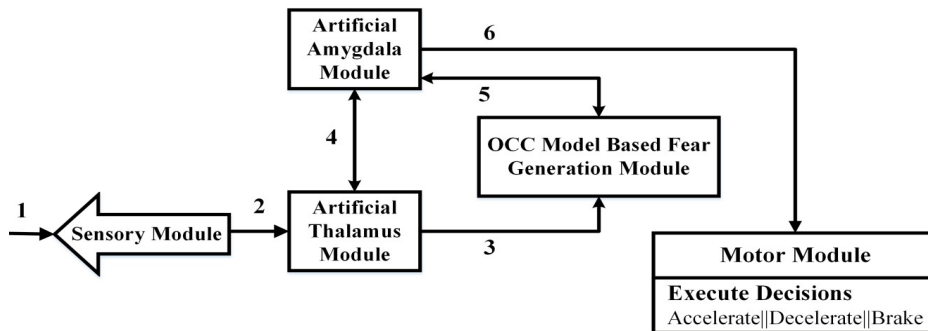 Artificial
Amygdala
Module
6
5
4
OCC Model Based Fear
Generation Module
1
Sensory Module
2
Artificial
Thalamus
Module
3
Motor Module
Execute Decisions
Accelerate||Decelerate||Brake